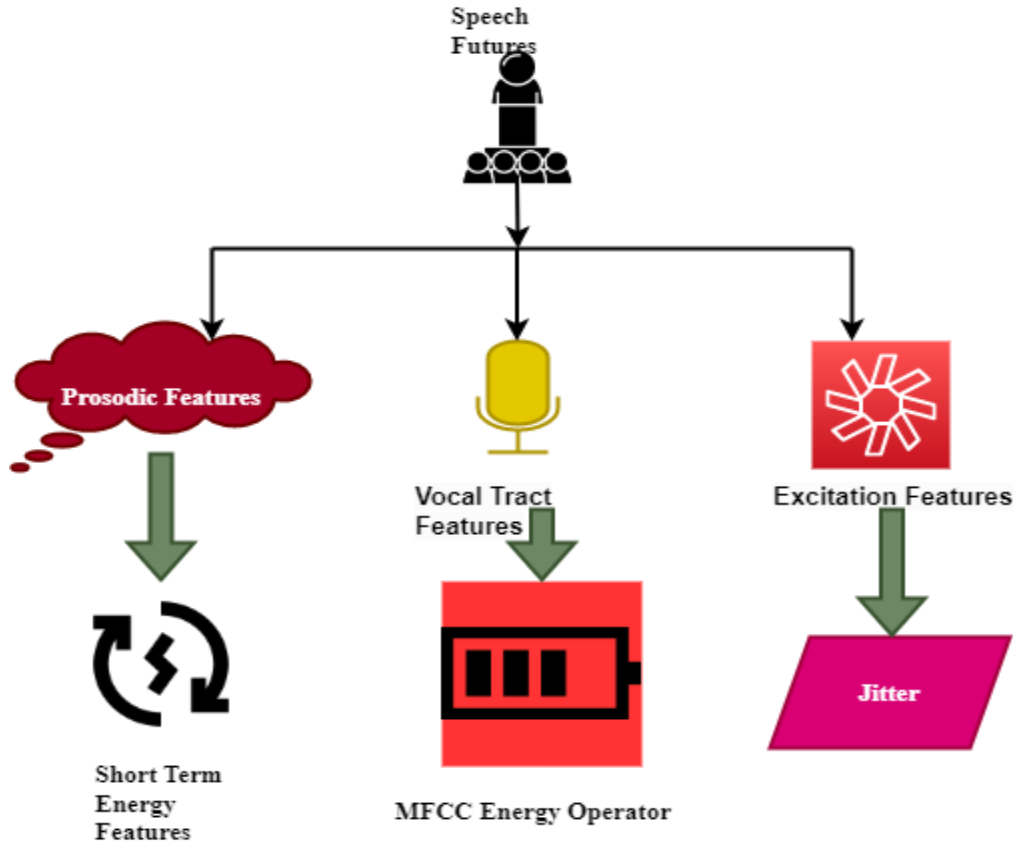 Speech
Futures
Prosodic Features
Vocal Tract
Features
Excitation Features
Jitter
Short Term
Energy
Features
MFCC Energy Operator